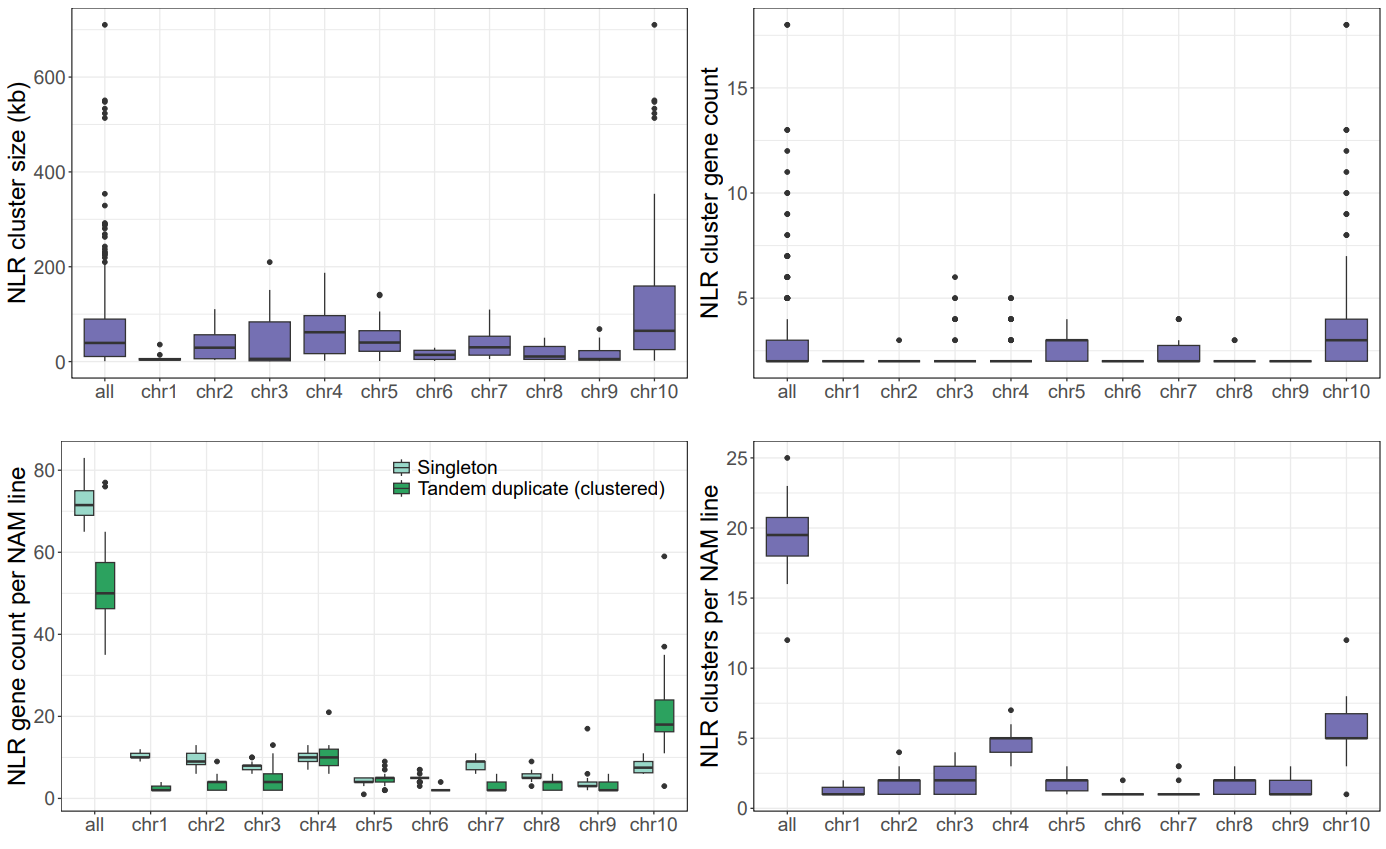 NLR cluster size (kb)
600
400
200
0
all chr1 chr2 chr3 chr4 chr5 chr6 chr7 chr8 chr9 chr10
NLR cluster gene count
15
10
5
all chr1 chr2 chr3 chr4 chr5 chr6 chr7 chr8 chr9 chr10
NLR gene count per NAM line
80
60
40
20
0
Singleton
Tandem duplicate (clustered)
all chr1 chr2 chr3 chr4 chr5 chr6 chr7 chr8 chr9 chr10
NLR clusters per NAM line
25
20
15
10
5
0
all chr1 chr2 chr3 chr4 chr5 chr6 chr7 chr8 chr9 chr10